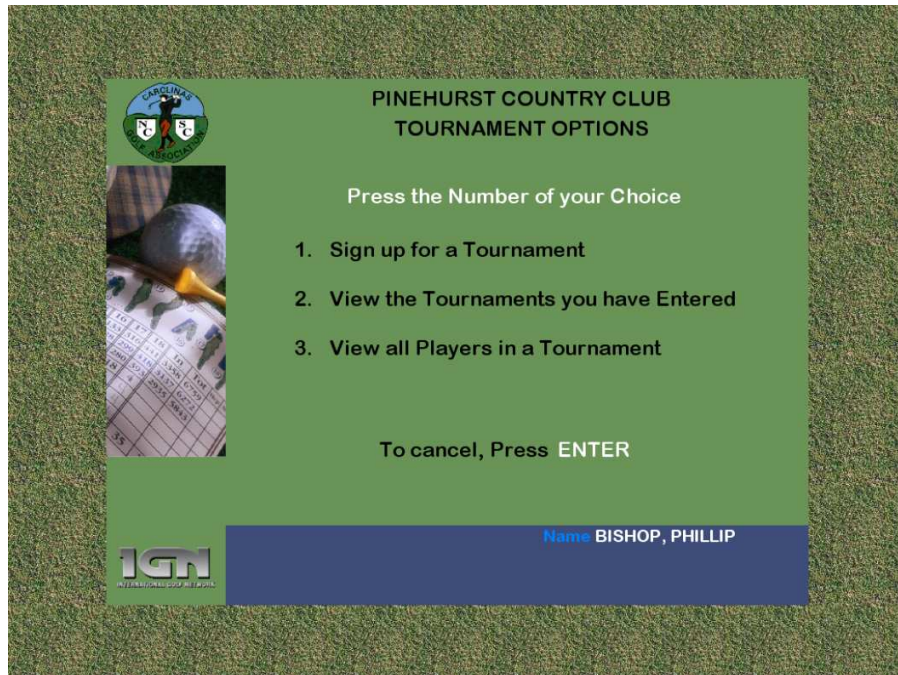 CAROLINAS
N C
S C
GOLF ASSOCIATION
PINEHURST COUNTRY CLUB
TOURNAMENT OPTIONS
Press the Number of your Choice
1. Sign up for a Tournament
2. View the Tournaments you have Entered
3. View all Players in a Tournament
To cancel, Press ENTER
Name BISHOP, PHILLIP
IGN
INTERNATIONAL GOLF NETWORK